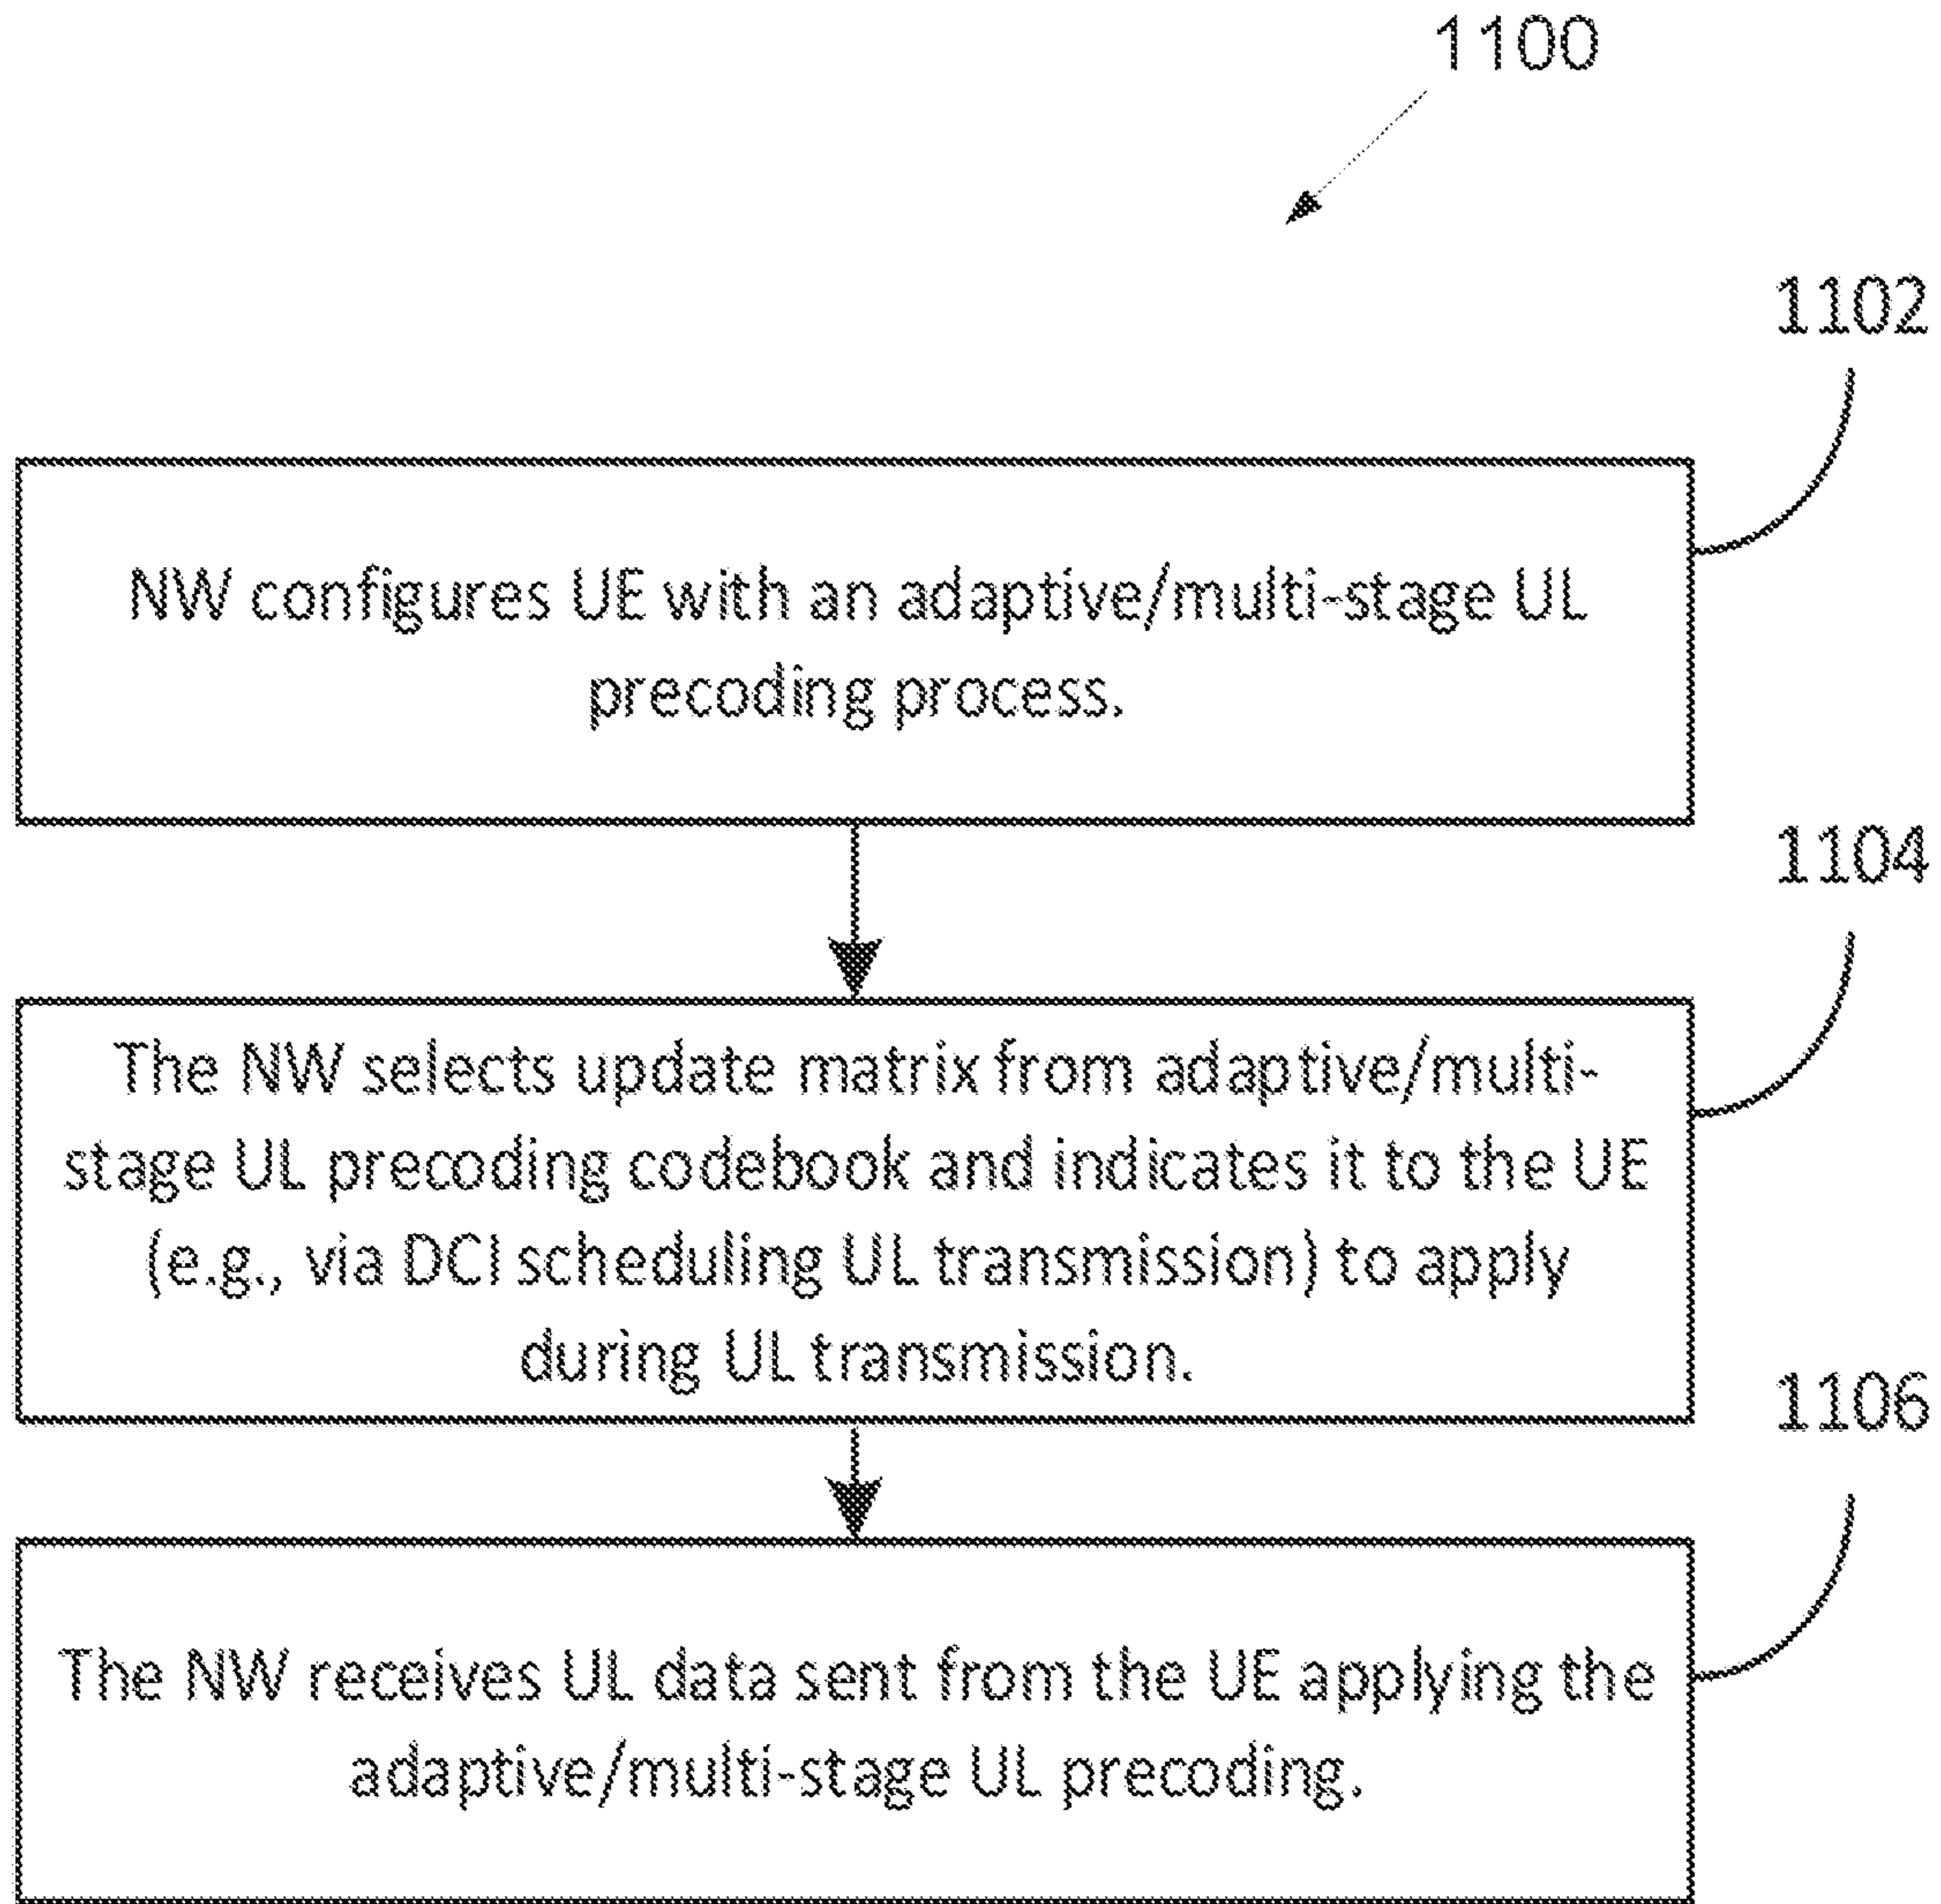 1100
1102
NW configures UE with an adaptive/multi-stage UL
precoding process.
1104
The NW selects update matrix from adaptive/multi-
stage UL precoding codebook and indicates it to the UE
(e.g., via DCI scheduling UL transmission) to apply
during UL transmission.
1106
The NW receives UL data sent from the UE applying the
adaptive/multi-stage UL precoding.